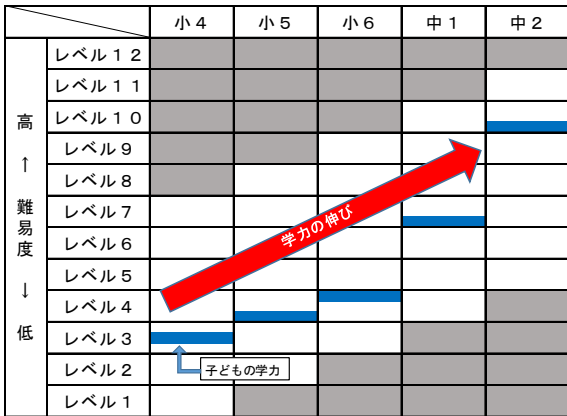 小４ 小５ 小６ 中１ 中２
レベル１２
レベル１１
レベル１０
レベル９
レベル８
レベル７
レベル６
レベル５
レベル４
レベル３
レベル２
レベル１
高
↑
難
易
度
↓
低
学力の伸び
子どもの学力